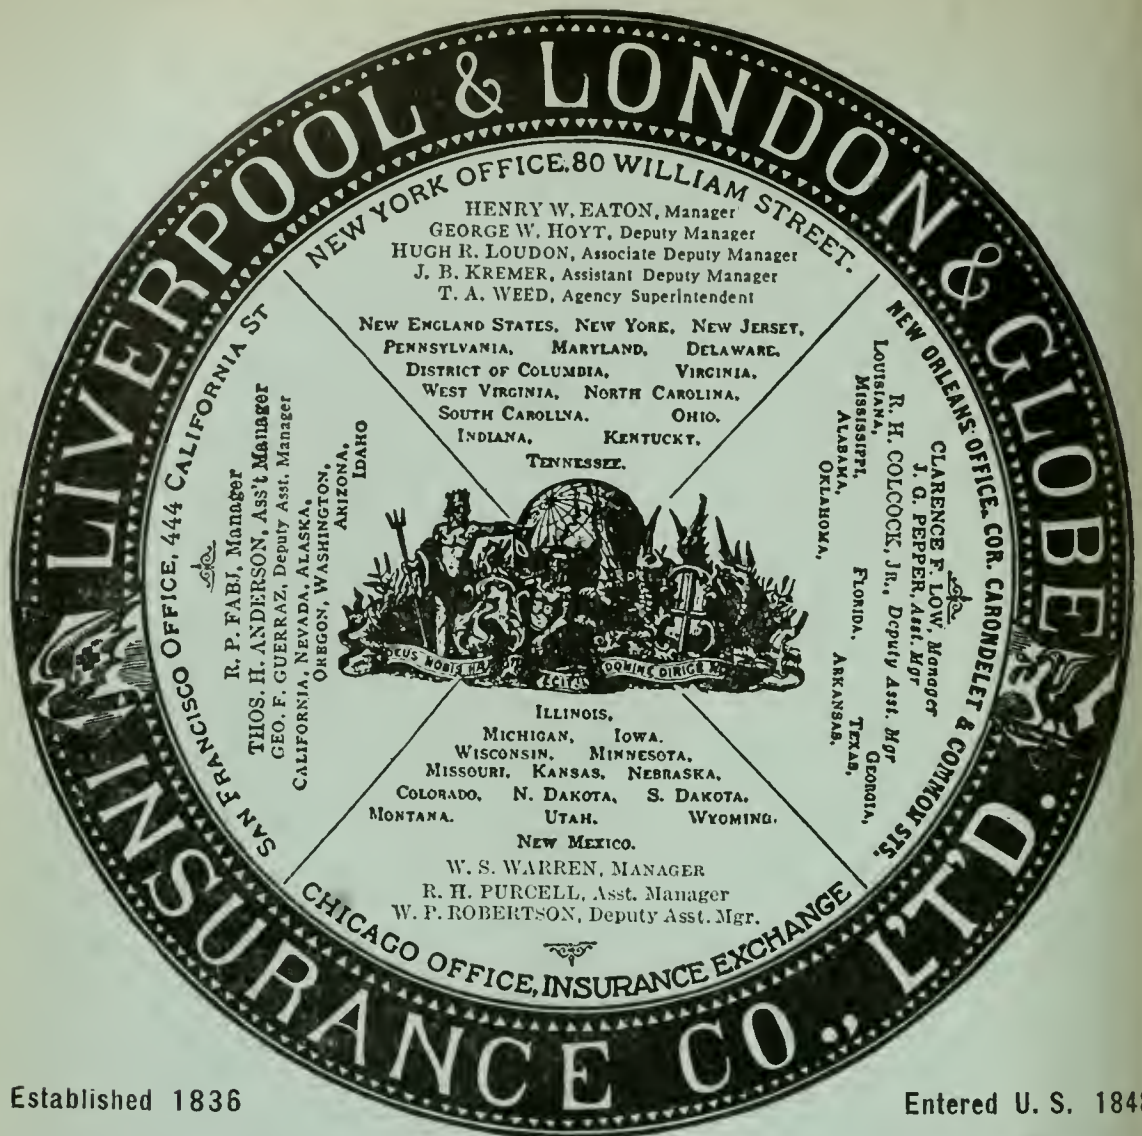 LIVERPOOL & LONDON & GLOBE
INSURANCE CO., L'T'D.
NEW YORK OFFICE. 80 WILLIAM STREET.
HENRY W. EATON, Manager
GEORGE W. HOYT, Deputy Manager
HUGH R. LOUDON, Associate Deputy Manager
J. B. KREMER, Assistant Deputy Manager
T. A. WEED, Agency Superintendent
NEW ENGLAND STATES, NEW YORK, NEW JERSEY,
PENNSYLVANIA, MARYLAND, DELAWARE,
DISTRICT OF COLUMBIA, VIRGINIA,
WEST VIRGINIA, NORTH CAROLINA,
SOUTH CAROLINA, OHIO,
INDIANA, KENTUCKY,
TENNESSEE.
NEW ORLEANS OFFICE, COR. CARONDELET & COMMON STS.
CLARENCE F. LOW, Manager
J. G. PEPPER, Asst. Mgr
R. H. COLCOCK, JR., Deputy Asst. Mgr
LOUISIANA, GEORGIA,
MISSISSIPPI, FLORIDA, TEXAS,
ALABAMA, ARKANSAS,
OKLAHOMA,
SAN FRANCISCO OFFICE, 444 CALIFORNIA ST
R. P. FABJ, Manager
THOS. H. ANDERSON, Ass't Manager
GEO. F. GUERRAZ, Deputy Asst. Manager
CALIFORNIA, NEVADA, ALASKA,
OREGON, WASHINGTON,
ARIZONA,
IDAHO
DEUS NOBIS HÆC
DOMINE DIRIGE
ILLINOIS,
MICHIGAN, IOWA.
WISCONSIN, MINNESOTA,
MISSOURI, KANSAS, NEBRASKA,
COLORADO, N. DAKOTA, S. DAKOTA,
MONTANA. UTAH. WYOMING.
NEW MEXICO.
W. S. WARREN, MANAGER
R. H. PURCELL, Asst. Manager
W. P. ROBERTSON, Deputy Asst. Mgr.
CHICAGO OFFICE, INSURANCE EXCHANGE
Established 1836
Entered U. S. 1848